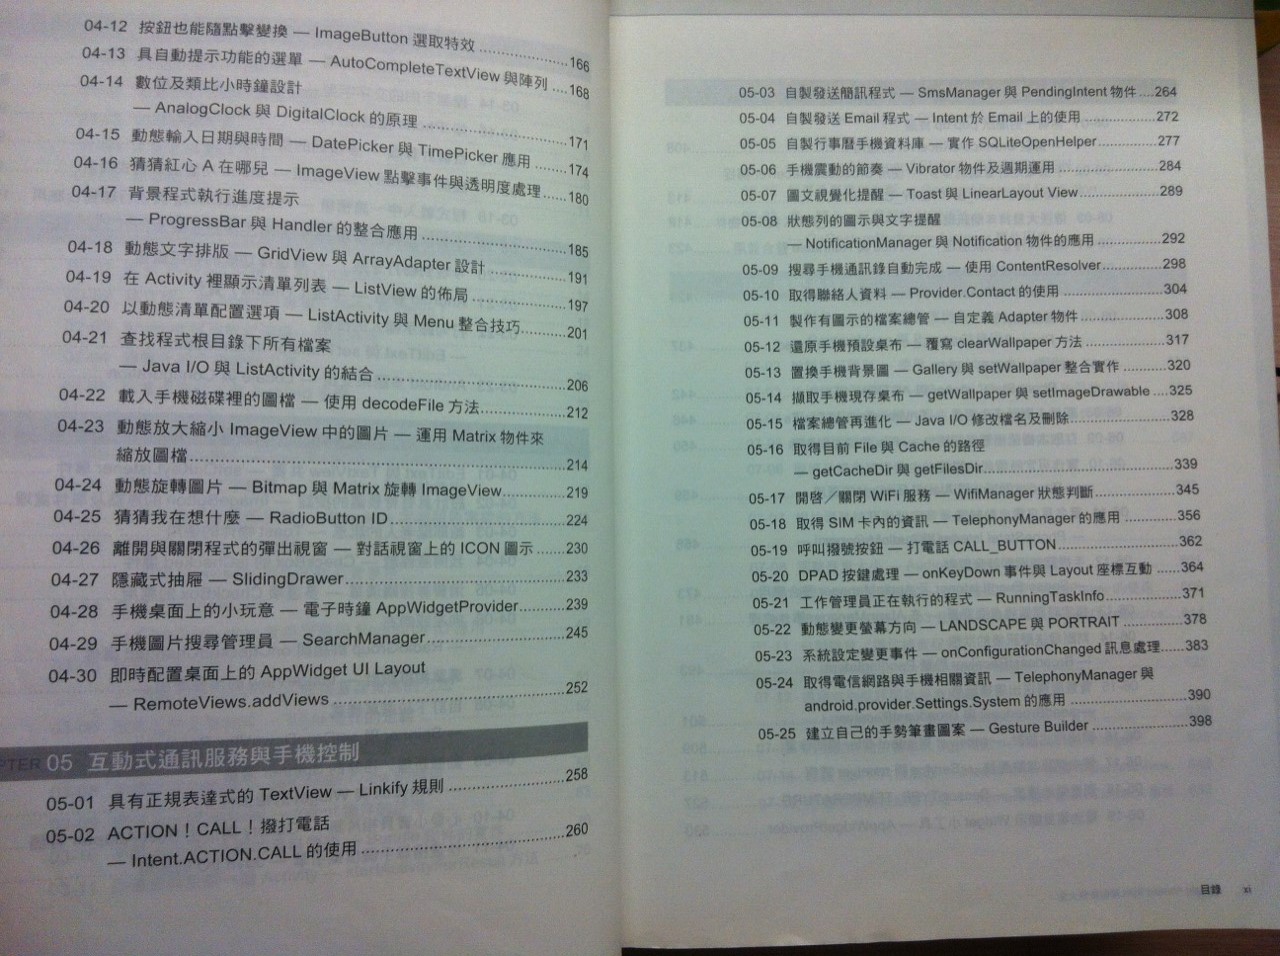 04-12 按鈕也能隨點擊變換 — ImageButton 選取特效 ....................166
04-13 具自動提示功能的選單 — AutoCompleteTextView 與陣列 ....168
04-14 數位及類比小時鐘設計
— AnalogClock 與 DigitalClock 的原理 ....................171
04-15 動態輸入日期與時間 — DatePicker 與 TimePicker 應用 ........174
04-16 猜猜紅心 A 在哪兒 — ImageView 點擊事件與透明度處理......180
04-17 背景程式執行進度提示
— ProgressBar 與 Handler 的整合應用 ....................185
04-18 動態文字排版 — GridView 與 ArrayAdapter 設計 ................191
04-19 在 Activity 裡顯示清單列表 — ListView 的佈局 ....................197
04-20 以動態清單配置選項 — ListActivity 與 Menu 整合技巧...........201
04-21 查找程式根目錄下所有檔案
— Java I/O 與 ListActivity 的結合 ....................206
04-22 載入手機磁碟裡的圖檔 — 使用 decodeFile 方法....................212
04-23 動態放大縮小 ImageView 中的圖片 — 運用 Matrix 物件來
縮放圖檔....................214
04-24 動態旋轉圖片 — Bitmap 與 Matrix 旋轉 ImageView................219
04-25 猜猜我在想什麼 — RadioButton ID....................224
04-26 離開與關閉程式的彈出視窗 — 對話視窗上的 ICON 圖示.......230
04-27 隱藏式抽屜 — SlidingDrawer....................233
04-28 手機桌面上的小玩意 — 電子時鐘 AppWidgetProvider............239
04-29 手機圖片搜尋管理員 — SearchManager....................245
04-30 即時配置桌面上的 AppWidget UI Layout
— RemoteViews.addViews ....................252
PTER 05 互動式通訊服務與手機控制
05-01 具有正規表達式的 TextView — Linkify 規則 ....................258
05-02 ACTION！CALL！撥打電話
— Intent.ACTION.CALL 的使用 ....................260
05-03 自製發送簡訊程式 — SmsManager 與 PendingIntent 物件....264
05-04 自製發送 Email 程式 — Intent 於 Email 上的使用 ....................272
05-05 自製行事曆手機資料庫 — 實作 SQLiteOpenHelper................277
05-06 手機震動的節奏 — Vibrator 物件及週期運用 ....................284
05-07 圖文視覺化提醒 — Toast 與 LinearLayout View....................289
05-08 狀態列的圖示與文字提醒
— NotificationManager 與 Notification 物件的應用 ................292
05-09 搜尋手機通訊錄自動完成 — 使用 ContentResolver...............298
05-10 取得聯絡人資料 — Provider.Contact 的使用 ....................304
05-11 製作有圖示的檔案總管 — 自定義 Adapter 物件....................308
05-12 還原手機預設桌布 — 覆寫 clearWallpaper 方法 ....................317
05-13 置換手機背景圖 — Gallery 與 setWallpaper 整合實作 ...........320
05-14 擷取手機現存桌布 — getWallpaper 與 setImageDrawable ....325
05-15 檔案總管再進化 — Java I/O 修改檔名及刪除....................328
05-16 取得目前 File 與 Cache 的路徑
— getCacheDir 與 getFilesDir....................339
05-17 開啓／關閉 WiFi 服務 — WifiManager 狀態判斷....................345
05-18 取得 SIM 卡內的資訊 — TelephonyManager 的應用 .............356
05-19 呼叫撥號按鈕 — 打電話 CALL_BUTTON....................362
05-20 DPAD 按鍵處理 — onKeyDown 事件與 Layout 座標互動 ......364
05-21 工作管理員正在執行的程式 — RunningTaskInfo....................371
05-22 動態變更螢幕方向 — LANDSCAPE 與 PORTRAIT ...............378
05-23 系統設定變更事件 — onConfigurationChanged 訊息處理......383
05-24 取得電信網路與手機相關資訊 — TelephonyManager 與
android.provider.Settings.System 的應用 ....................390
05-25 建立自己的手勢筆畫圖案 — Gesture Builder ....................398
目錄 xi